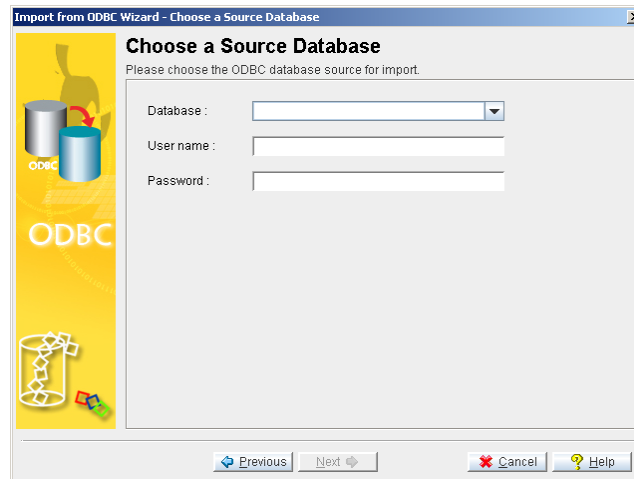 Import from ODBC Wizard - Choose a Source Database
Choose a Source Database
Please choose the ODBC database source for import.
Database :
User name :
Password :
ODBC
ODBC
Previous
Next
Cancel
Help